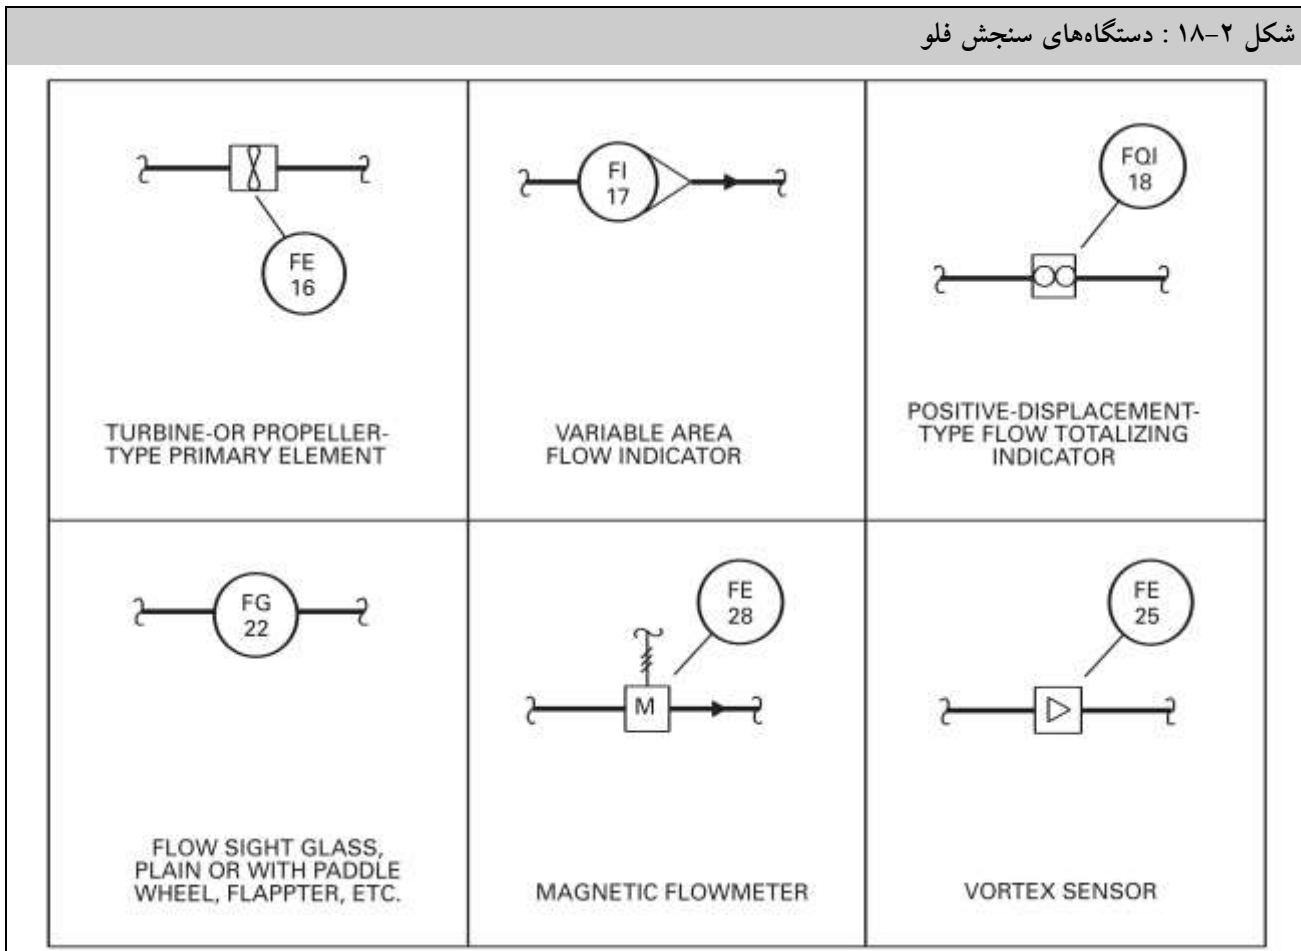 شکل ۲-۱۸ : دستگاه‌های سنجش فلو
FE
16
TURBINE-OR PROPELLER-
TYPE PRIMARY ELEMENT
FI
17
VARIABLE AREA
FLOW INDICATOR
FQI
18
POSITIVE-DISPLACEMENT-
TYPE FLOW TOTALIZING
INDICATOR
FG
22
FLOW SIGHT GLASS,
PLAIN OR WITH PADDLE
WHEEL, FLAPPTER, ETC.
FE
28
M
MAGNETIC FLOWMETER
FE
25
VORTEX SENSOR